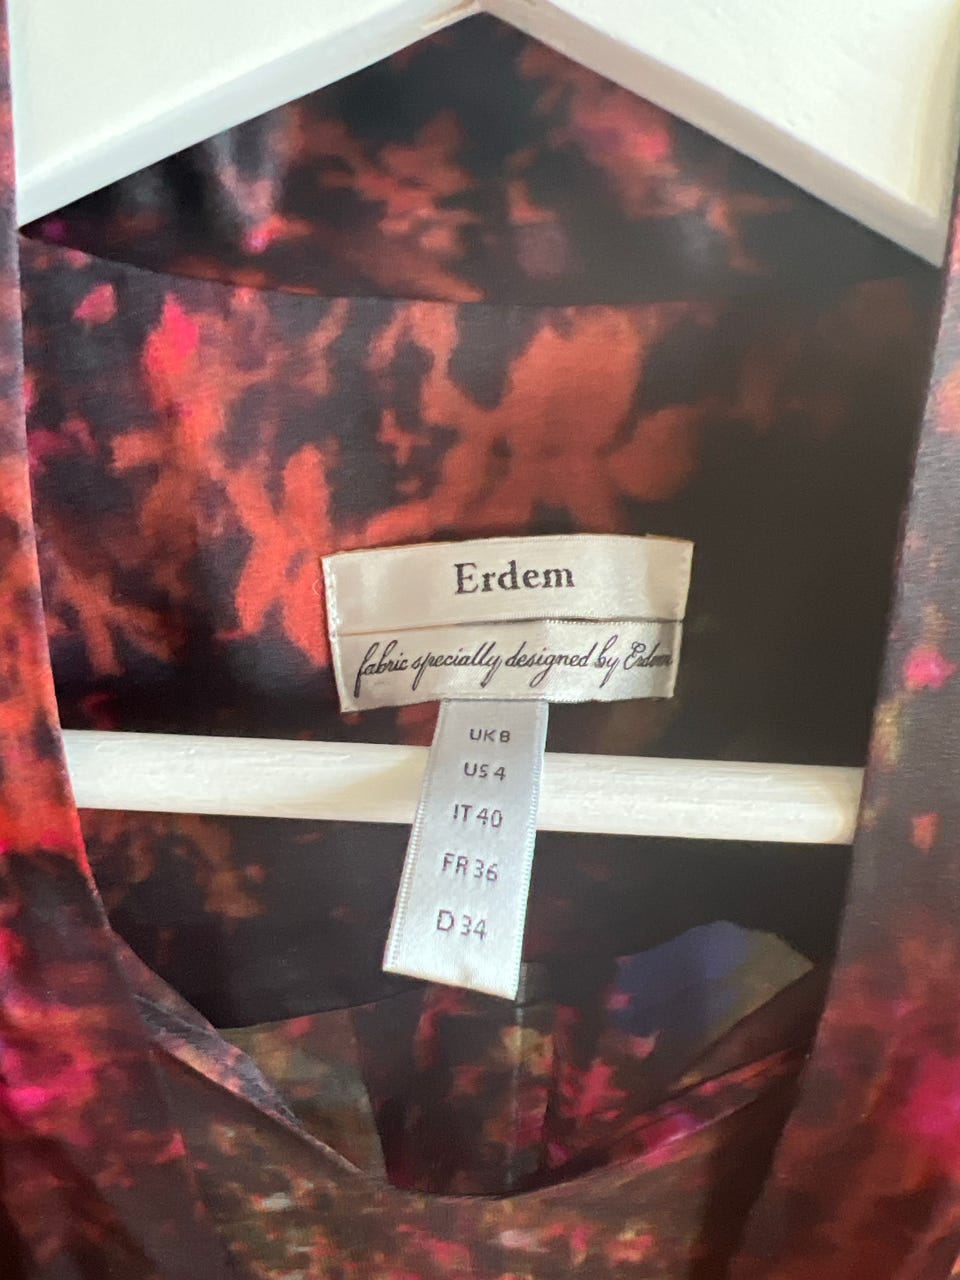 Erdem
fabric specially designed by Erdem
UK 8
US 4
IT 40
FR 36
D 34